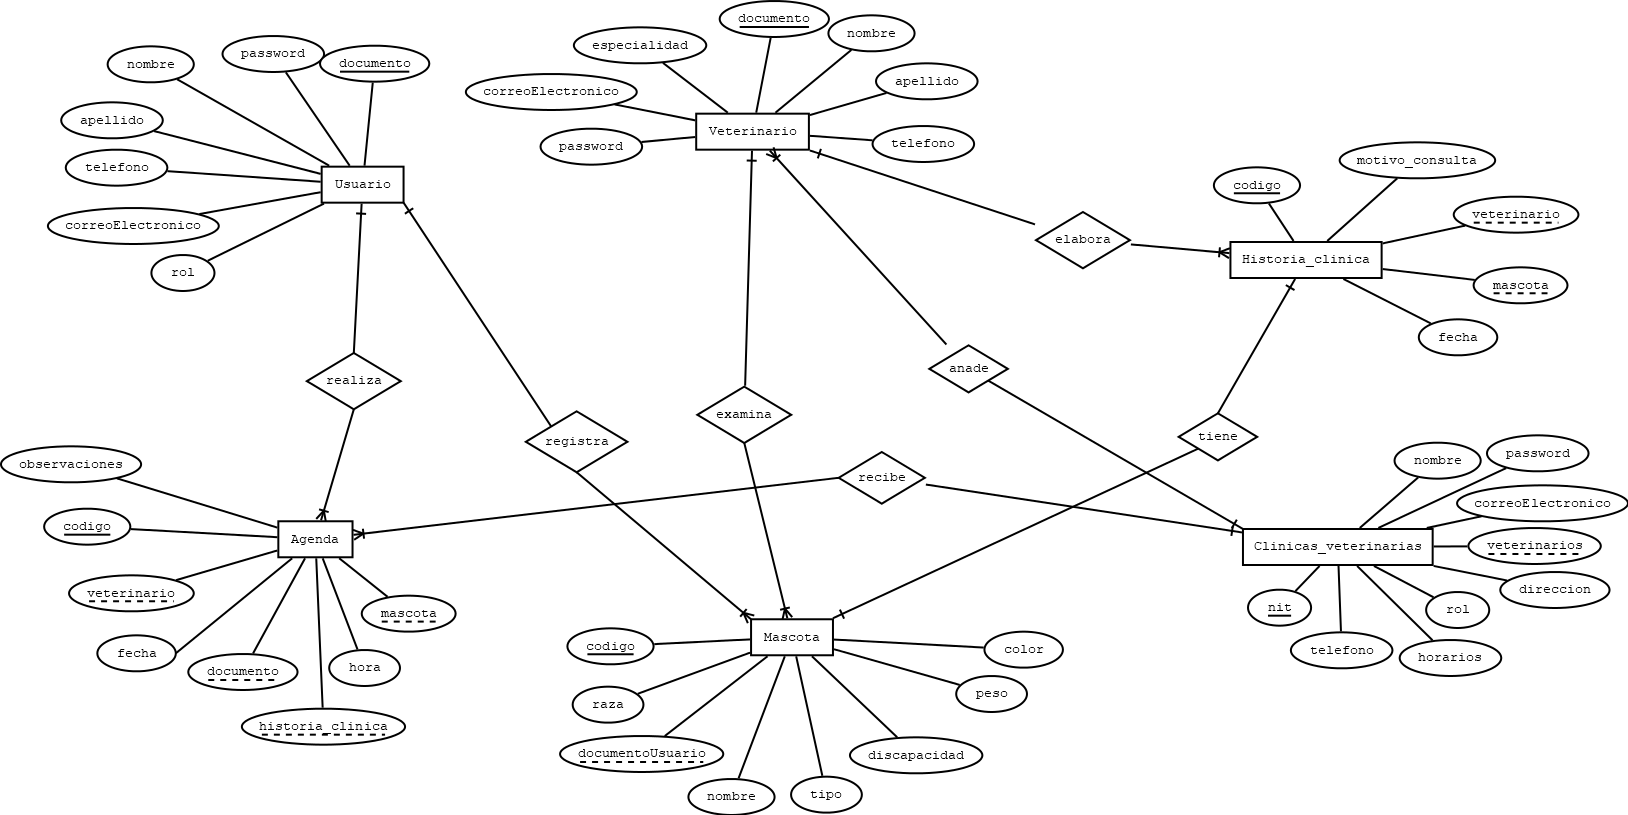 documento
nombre
especialidad
password
nombre
documento
apellido
correoElectronico
apellido
Veterinario
telefono
password
motivo_consulta
telefono
Usuario
codigo
veterinario
correoElectronico
elabora
Historia_clinica
rol
mascota
fecha
anade
realiza
examina
tiene
registra
password
nombre
observaciones
recibe
correoElectronico
codigo
Agenda
Clinicas_veterinarias
veterinarios
veterinario
direccion
mascota
nit
rol
Mascota
codigo
color
fecha
telefono
horarios
hora
documento
peso
raza
historia_clinica
documentoUsuario
discapacidad
nombre
tipo